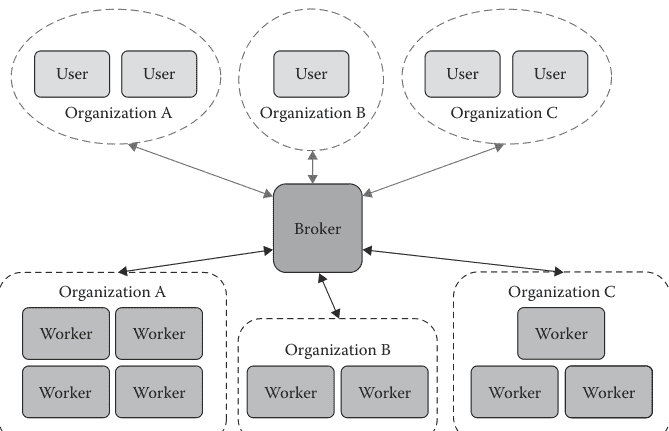 User User
Organization A
User
Organization B
User User
Organization C
Broker
Organization A
Worker Worker
Worker Worker
Organization B
Worker Worker
Organization C
Worker
Worker Worker